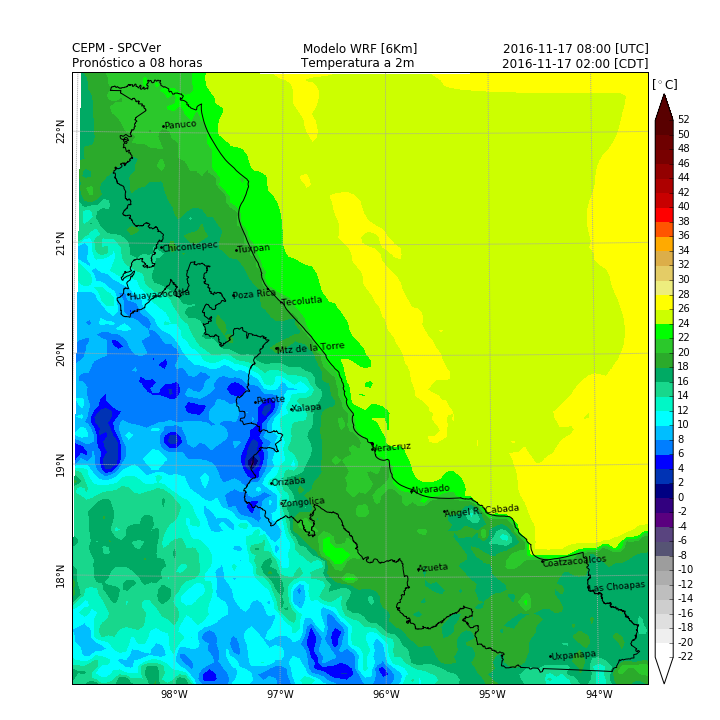 CEPM - SPCVer Modelo WRF [6Km] 2016-11-17 08:00 [UTC]
Pronóstico a 08 horas Temperatura a 2m 2016-11-17 02:00 [CDT]
[°C]
52
50
48
46
44
42
40
38
36
34
32
30
28
26
24
22
20
18
16
14
12
10
8
6
4
2
0
-2
-4
-6
-8
-10
-12
-14
-16
-18
-20
-22
22°N
21°N
20°N
19°N
18°N
Panuco
Chicontepec
Tuxpan
Huayacocotla
Poza Rica
Tecolutla
Mtz de la Torre
Perote
Xalapa
Veracruz
Orizaba
Zongolica
Alvarado
Angel R. Cabada
Azueta
Coatzacoalcos
Las Choapas
Uxpanapa
98°W 97°W 96°W 95°W 94°W